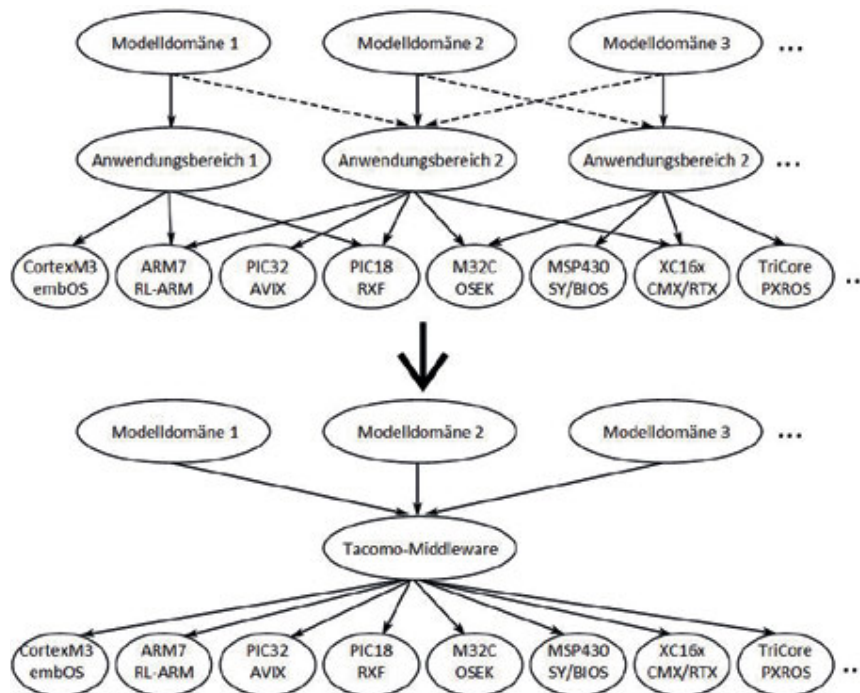 Modelldomäne 1 Modelldomäne 2 Modelldomäne 3 ...
Anwendungsbereich 1 Anwendungsbereich 2 Anwendungsbereich 2 ...
CortexM3 ARM7 PIC32 PIC18 M32C MSP430 XC16x TriCore
embOS RL-ARM AVIX RXF OSEK SY/BIOS CMX/RTX PXROS ..
Modelldomäne 1 Modelldomäne 2 Modelldomäne 3 ...
Tacomo-Middleware
CortexM3 ARM7 PIC32 PIC18 M32C MSP430 XC16x TriCore
embOS RL-ARM AVIX RXF OSEK SY/BIOS CMX/RTX PXROS ..